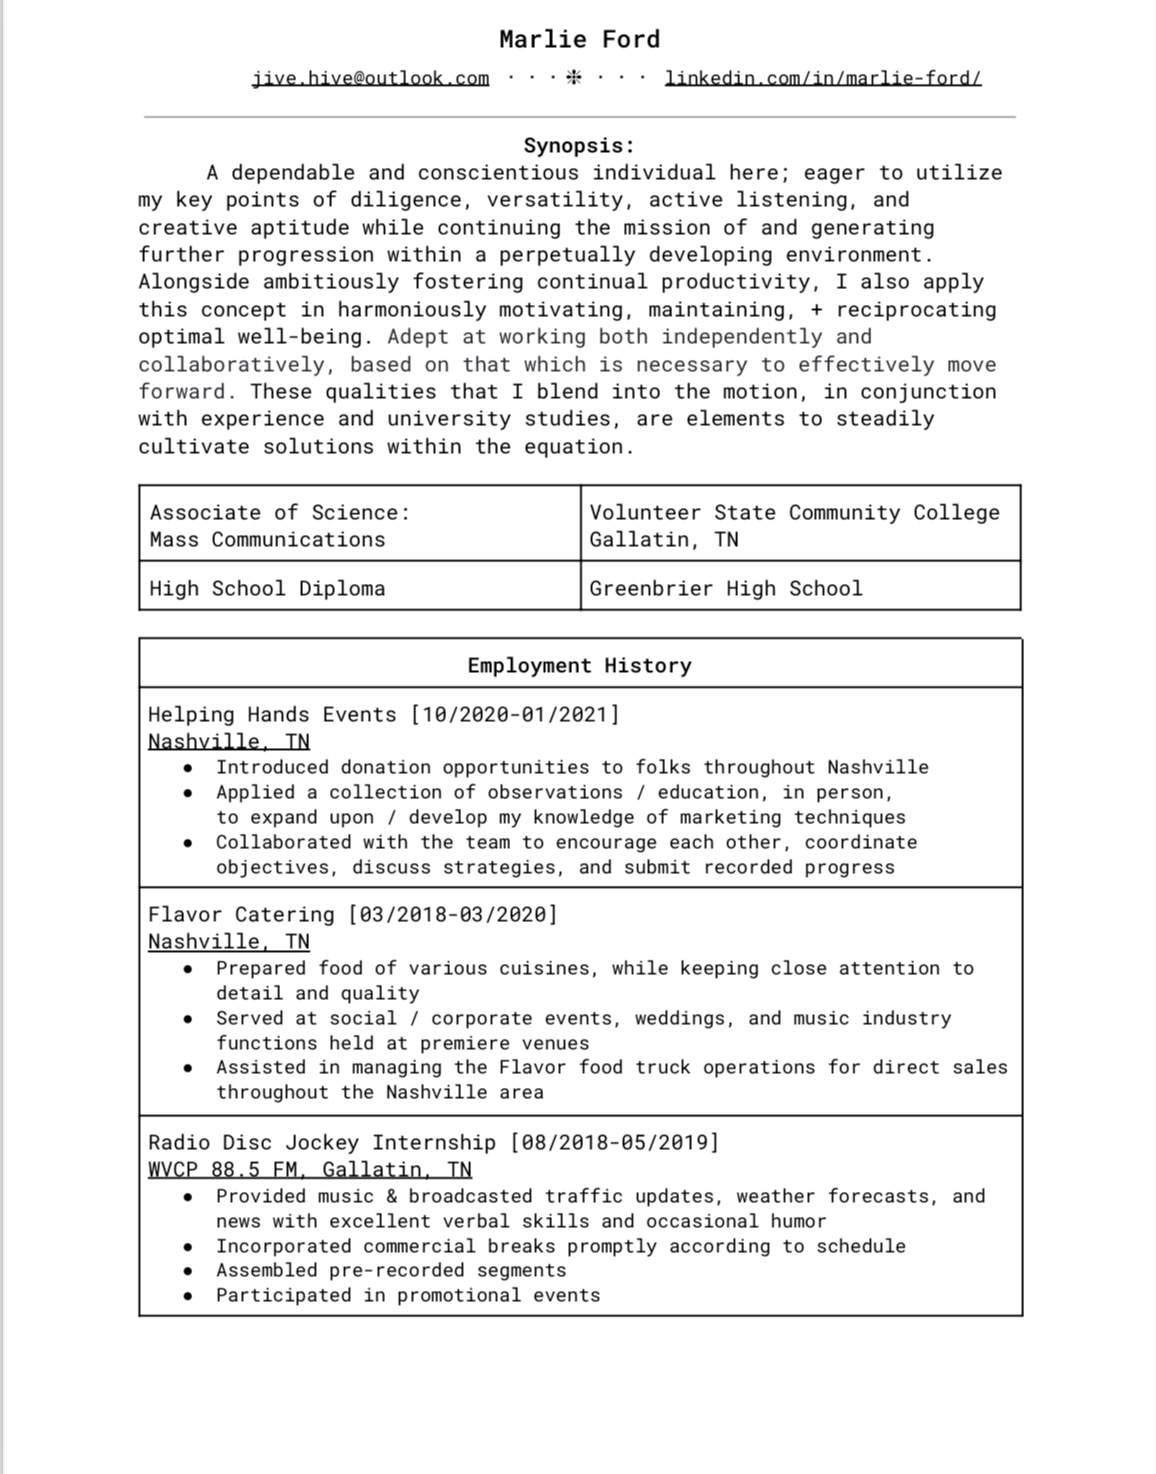 Marlie Ford
jive.hive@outlook.com · · · ❉ · · · linkedin.com/in/marlie-ford/
Synopsis:
A dependable and conscientious individual here; eager to utilize
my key points of diligence, versatility, active listening, and
creative aptitude while continuing the mission of and generating
further progression within a perpetually developing environment.
Alongside ambitiously fostering continual productivity, I also apply
this concept in harmoniously motivating, maintaining, + reciprocating
optimal well-being. Adept at working both independently and
collaboratively, based on that which is necessary to effectively move
forward. These qualities that I blend into the motion, in conjunction
with experience and university studies, are elements to steadily
cultivate solutions within the equation.
Associate of Science:
Mass Communications
Volunteer State Community College
Gallatin, TN
High School Diploma
Greenbrier High School
Employment History
Helping Hands Events [10/2020-01/2021]
Nashville, TN
● Introduced donation opportunities to folks throughout Nashville
● Applied a collection of observations / education, in person,
to expand upon / develop my knowledge of marketing techniques
● Collaborated with the team to encourage each other, coordinate
objectives, discuss strategies, and submit recorded progress
Flavor Catering [03/2018-03/2020]
Nashville, TN
● Prepared food of various cuisines, while keeping close attention to
detail and quality
● Served at social / corporate events, weddings, and music industry
functions held at premiere venues
● Assisted in managing the Flavor food truck operations for direct sales
throughout the Nashville area
Radio Disc Jockey Internship [08/2018-05/2019]
WVCP 88.5 FM, Gallatin, TN
● Provided music & broadcasted traffic updates, weather forecasts, and
news with excellent verbal skills and occasional humor
● Incorporated commercial breaks promptly according to schedule
● Assembled pre-recorded segments
● Participated in promotional events